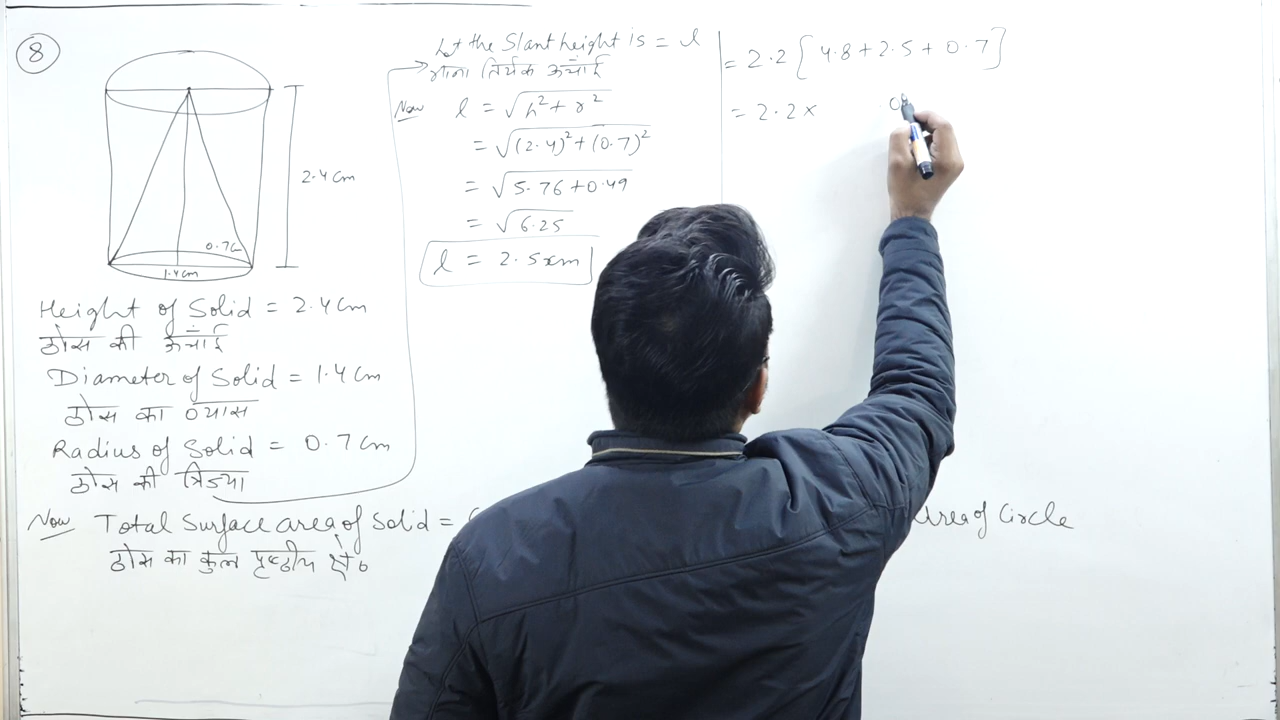 8
2.4 cm
0.7c
1.4cm
Height of Solid = 2.4 Cm
ठोस की ऊंचाई
Diameter of Solid = 1.4 Cm
ठोस का व्यास
Radius of Solid = 0.7 Cm
ठोस की त्रिज्या
Now Total Surface area of Solid =
Area of Circle
ठोस का कुल पृष्ठीय क्षे०
Let the Slant height is = l
माना तिर्यक ऊंचाई
Now l = √h² + r²
= √(2.4)² + (0.7)²
= √5.76 + 0.49
= √6.25
l = 2.5 cm
= 2.2 [4.8 + 2.5 + 0.7]
= 2.2 ×